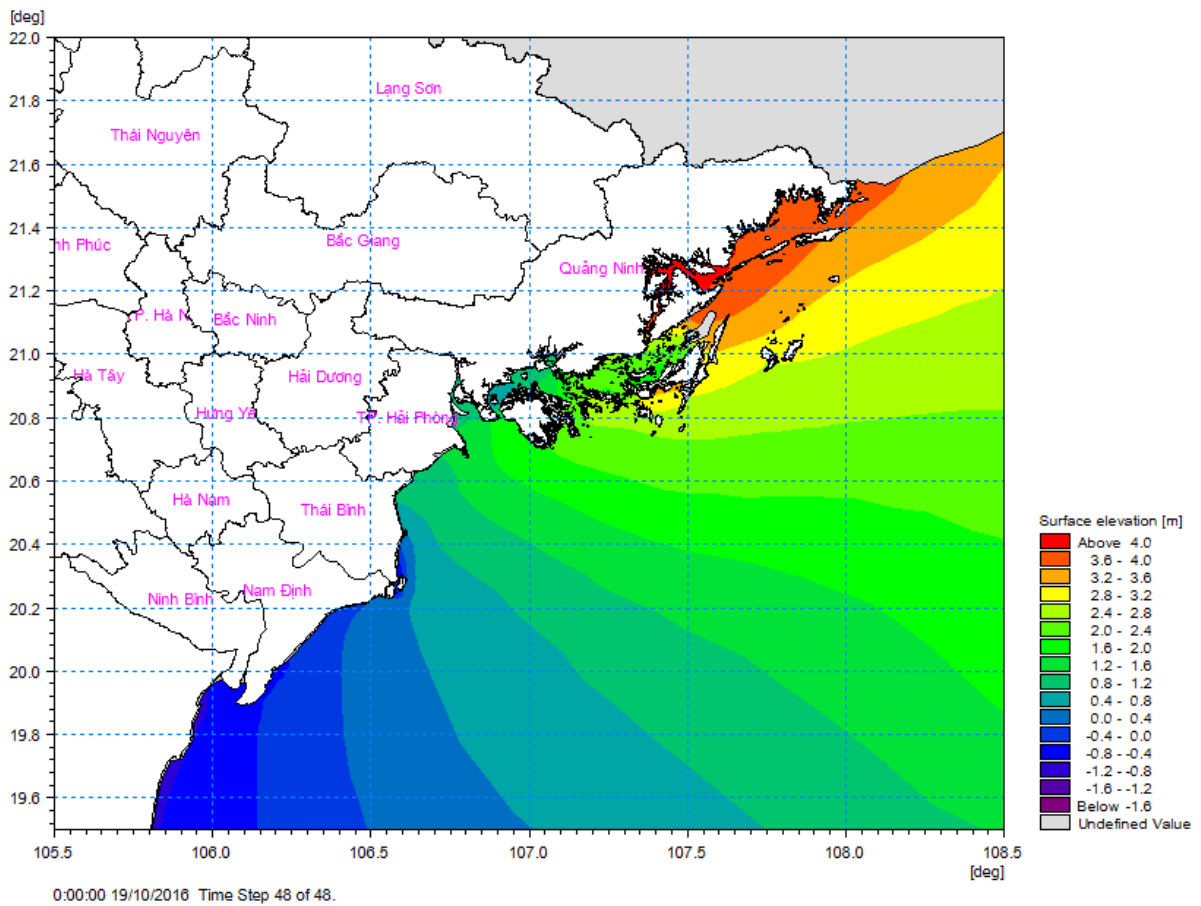 [deg]
22.0
21.8
21.6
21.4
21.2
21.0
20.8
20.6
20.4
20.2
20.0
19.8
19.6
Lạng Sơn
Thái Nguyên
nh Phúc
Bắc Giang
Quảng Ninh
P. Hà N
Bắc Ninh
Hà Tây
Hải Dương
Hưng Yê
TP. Hải Phòng
Hà Nam
Thái Bình
Ninh Bình
Nam Định
105.5 106.0 106.5 107.0 107.5 108.0 108.5
[deg]
0:00:00 19/10/2016 Time Step 48 of 48.
Surface elevation [m]
Above 4.0
3.6 - 4.0
3.2 - 3.6
2.8 - 3.2
2.4 - 2.8
2.0 - 2.4
1.6 - 2.0
1.2 - 1.6
0.8 - 1.2
0.4 - 0.8
0.0 - 0.4
-0.4 - 0.0
-0.8 - -0.4
-1.2 - -0.8
-1.6 - -1.2
Below -1.6
Undefined Value